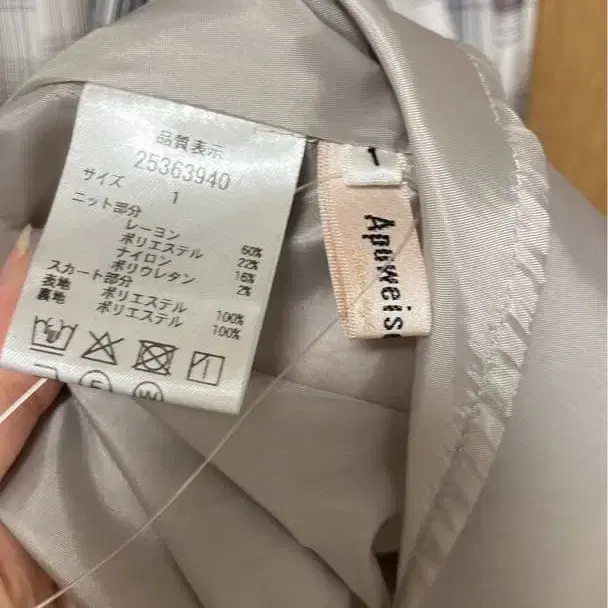 品質表示
25363940
サイズ 1
ニット部分
レーヨン 60%
ポリエステル 22%
ナイロン 16%
ポリウレタン 2%
スカート部分
表地 ポリエステル 100%
裏地 ポリエステル 100%
F W
1
Apuweise